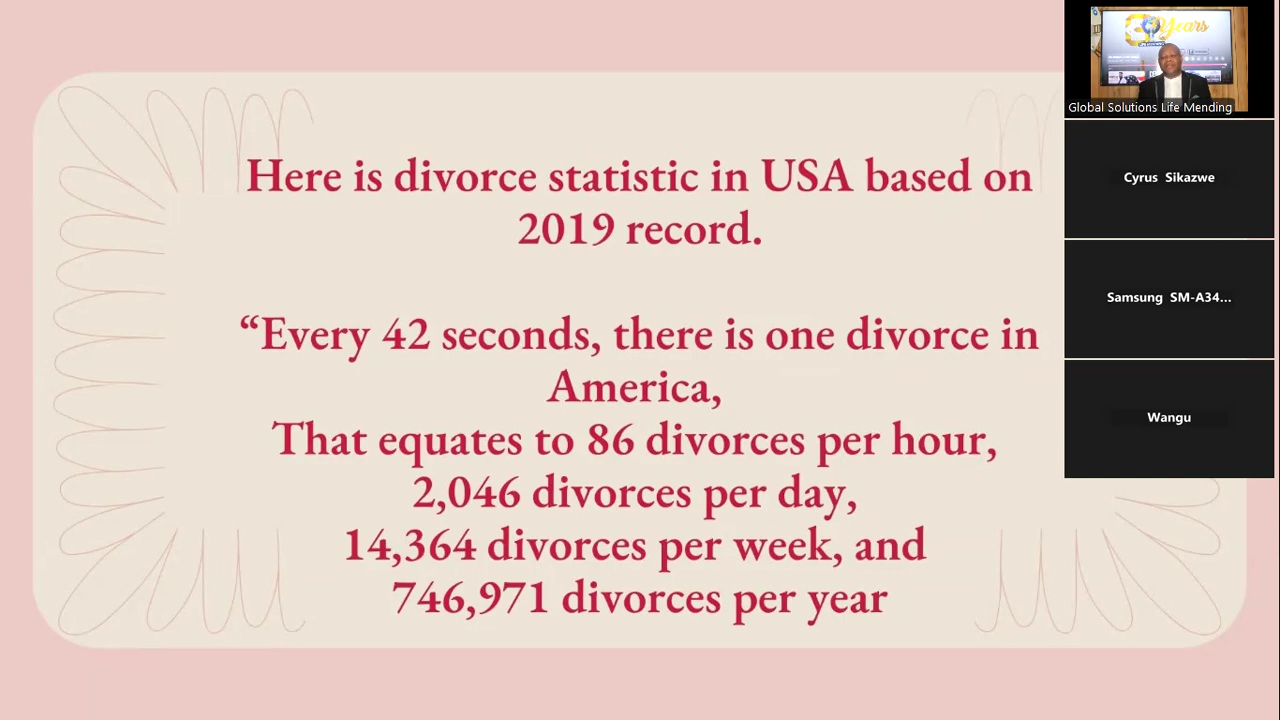 Here is divorce statistic in USA based on
2019 record.
“Every 42 seconds, there is one divorce in
America,
That equates to 86 divorces per hour,
2,046 divorces per day,
14,364 divorces per week, and
746,971 divorces per year
Years
Global Solutions Life Mending
Cyrus Sikazwe
Samsung SM-A34...
Wangu